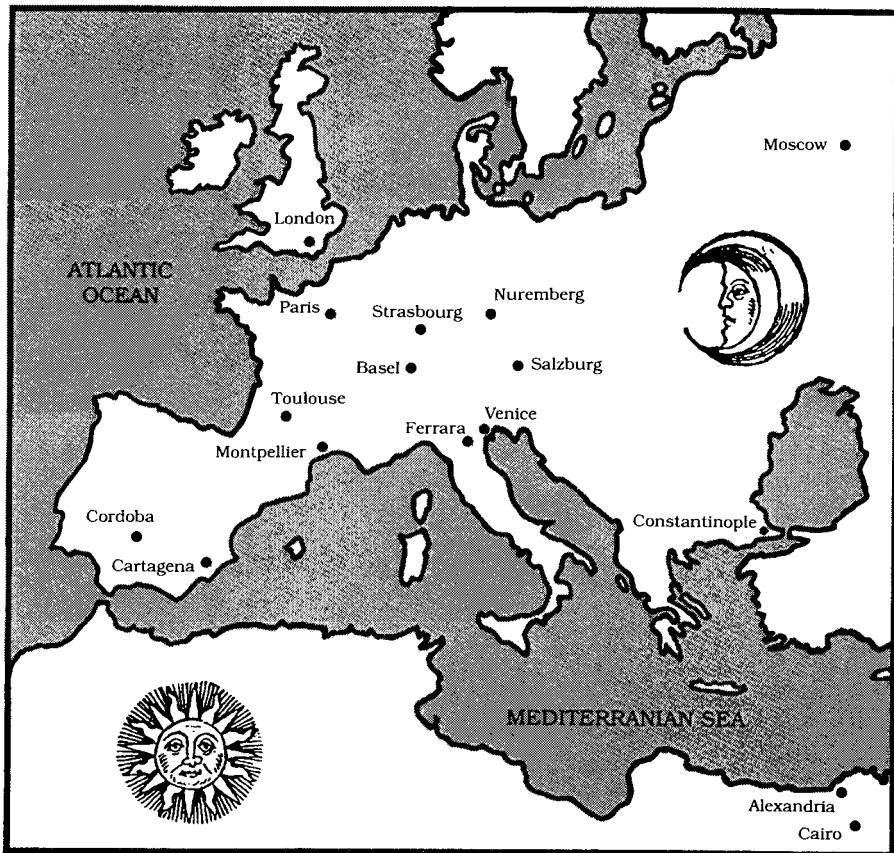 Moscow
London
ATLANTIC
OCEAN
Paris
Strasbourg
Nuremberg
Basel
Salzburg
Toulouse
Venice
Ferrara
Montpellier
Cordoba
Constantinople
Cartagena
MEDITERRANIAN SEA
Alexandria
Cairo